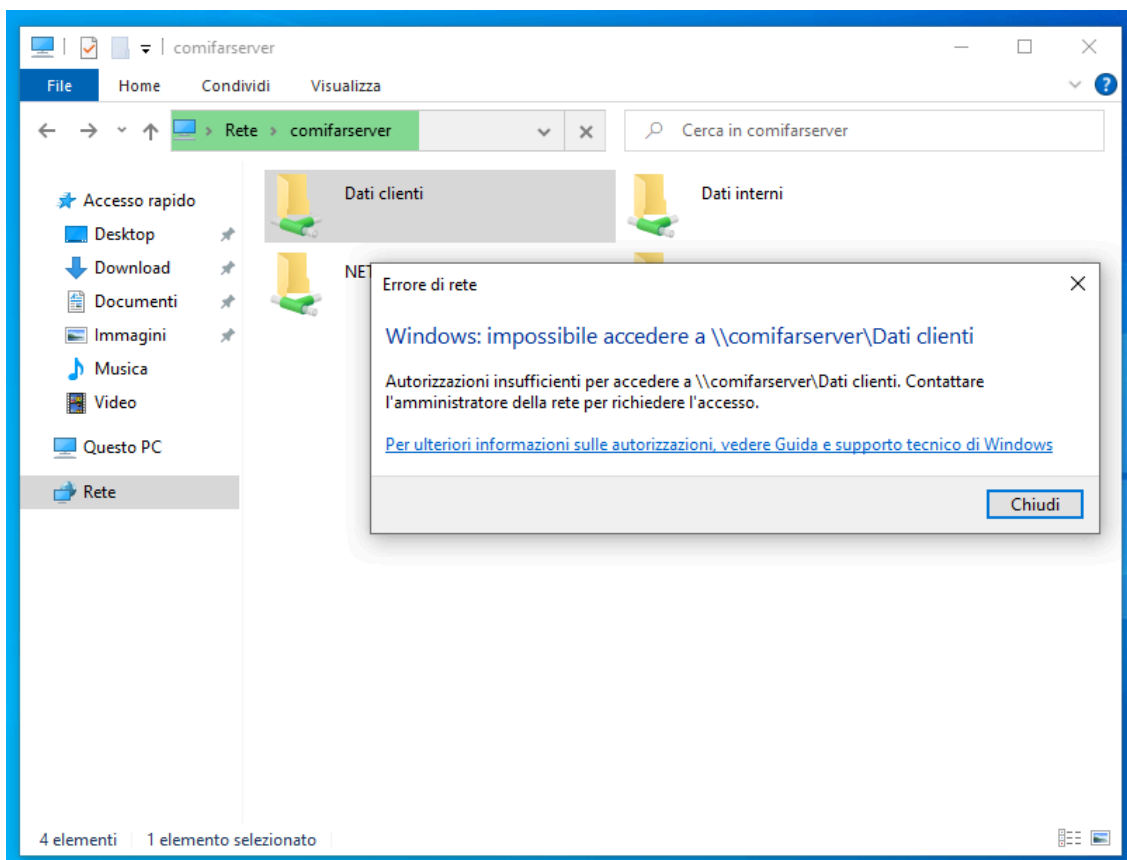 comifarserver
File Home Condividi Visualizza
Rete > comifarserver
Cerca in comifarserver
Accesso rapido
Desktop
Download
Documenti
Immagini
Musica
Video
Questo PC
Rete
Dati clienti
Dati interni
NET
Errore di rete
Windows: impossibile accedere a \\comifarserver\Dati clienti
Autorizzazioni insufficienti per accedere a \\comifarserver\Dati clienti. Contattare
l'amministratore della rete per richiedere l'accesso.
Per ulteriori informazioni sulle autorizzazioni, vedere Guida e supporto tecnico di Windows
Chiudi
4 elementi 1 elemento selezionato